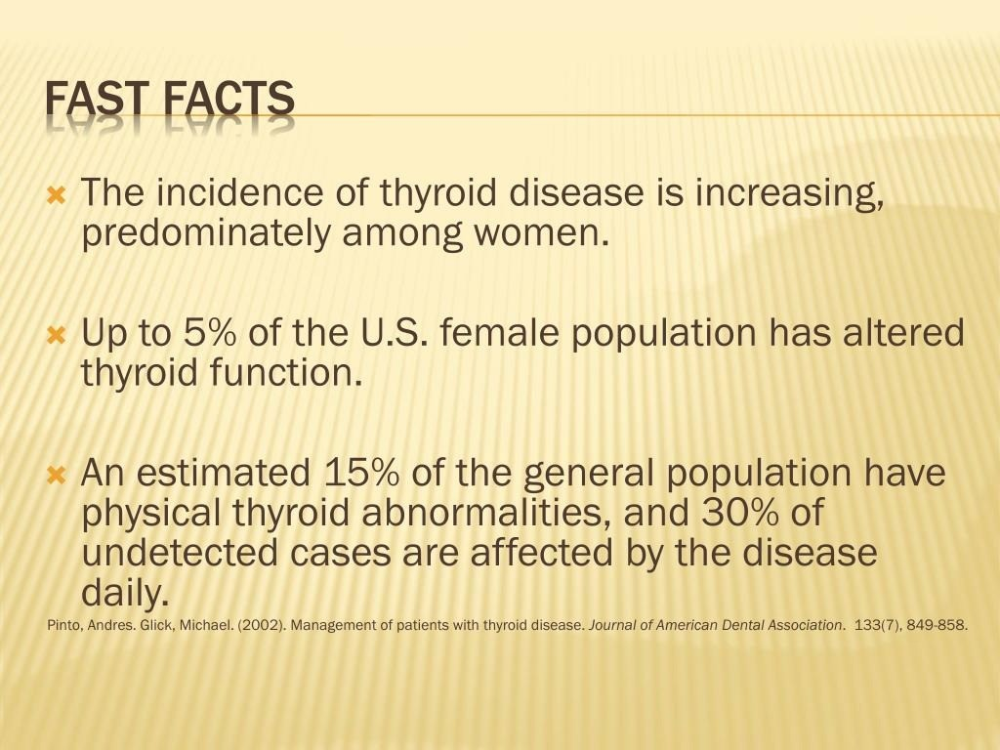 FAST FACTS
The incidence of thyroid disease is increasing,
predominately among women.
Up to 5% of the U.S. female population has altered
thyroid function.
An estimated 15% of the general population have
physical thyroid abnormalities, and 30% of
undetected cases are affected by the disease
daily.
Pinto, Andres. Glick, Michael. (2002). Management of patients with thyroid disease. Journal of American Dental Association.  133(7), 849-858.